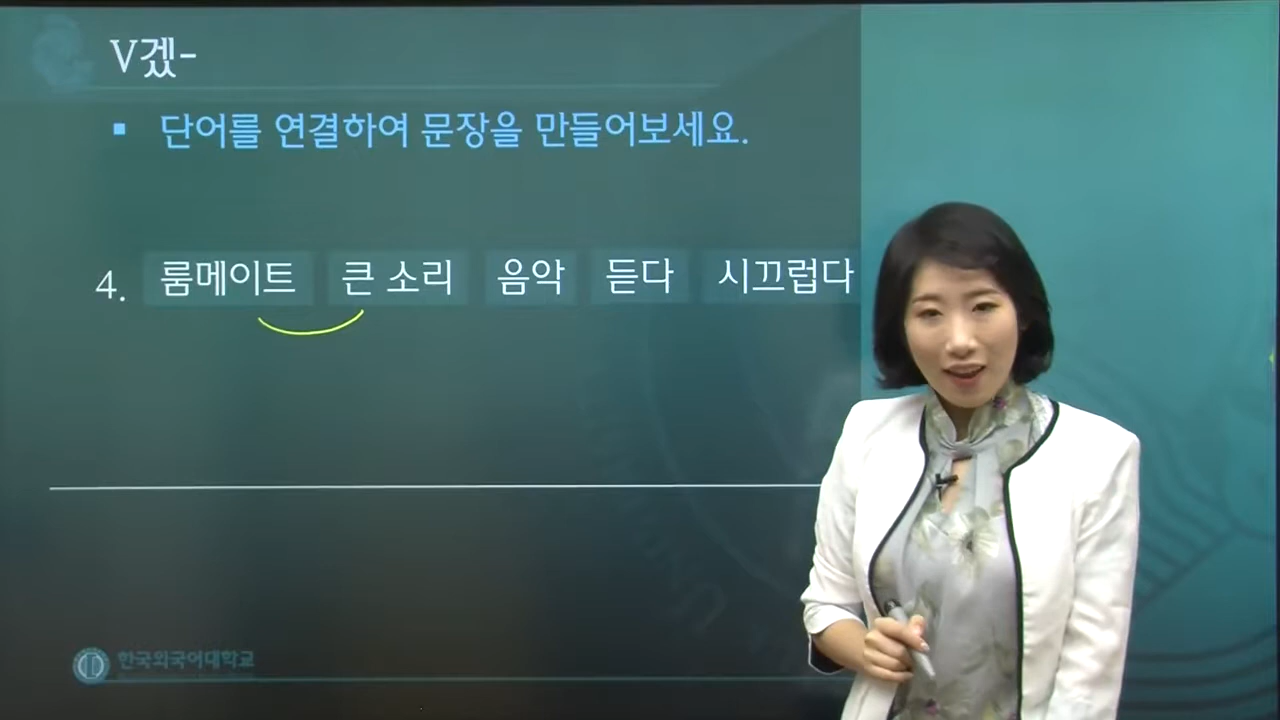 V겠-
▪ 단어를 연결하여 문장을 만들어보세요.
4. 룸메이트 큰 소리 음악 듣다 시끄럽다
한국외국어대학교